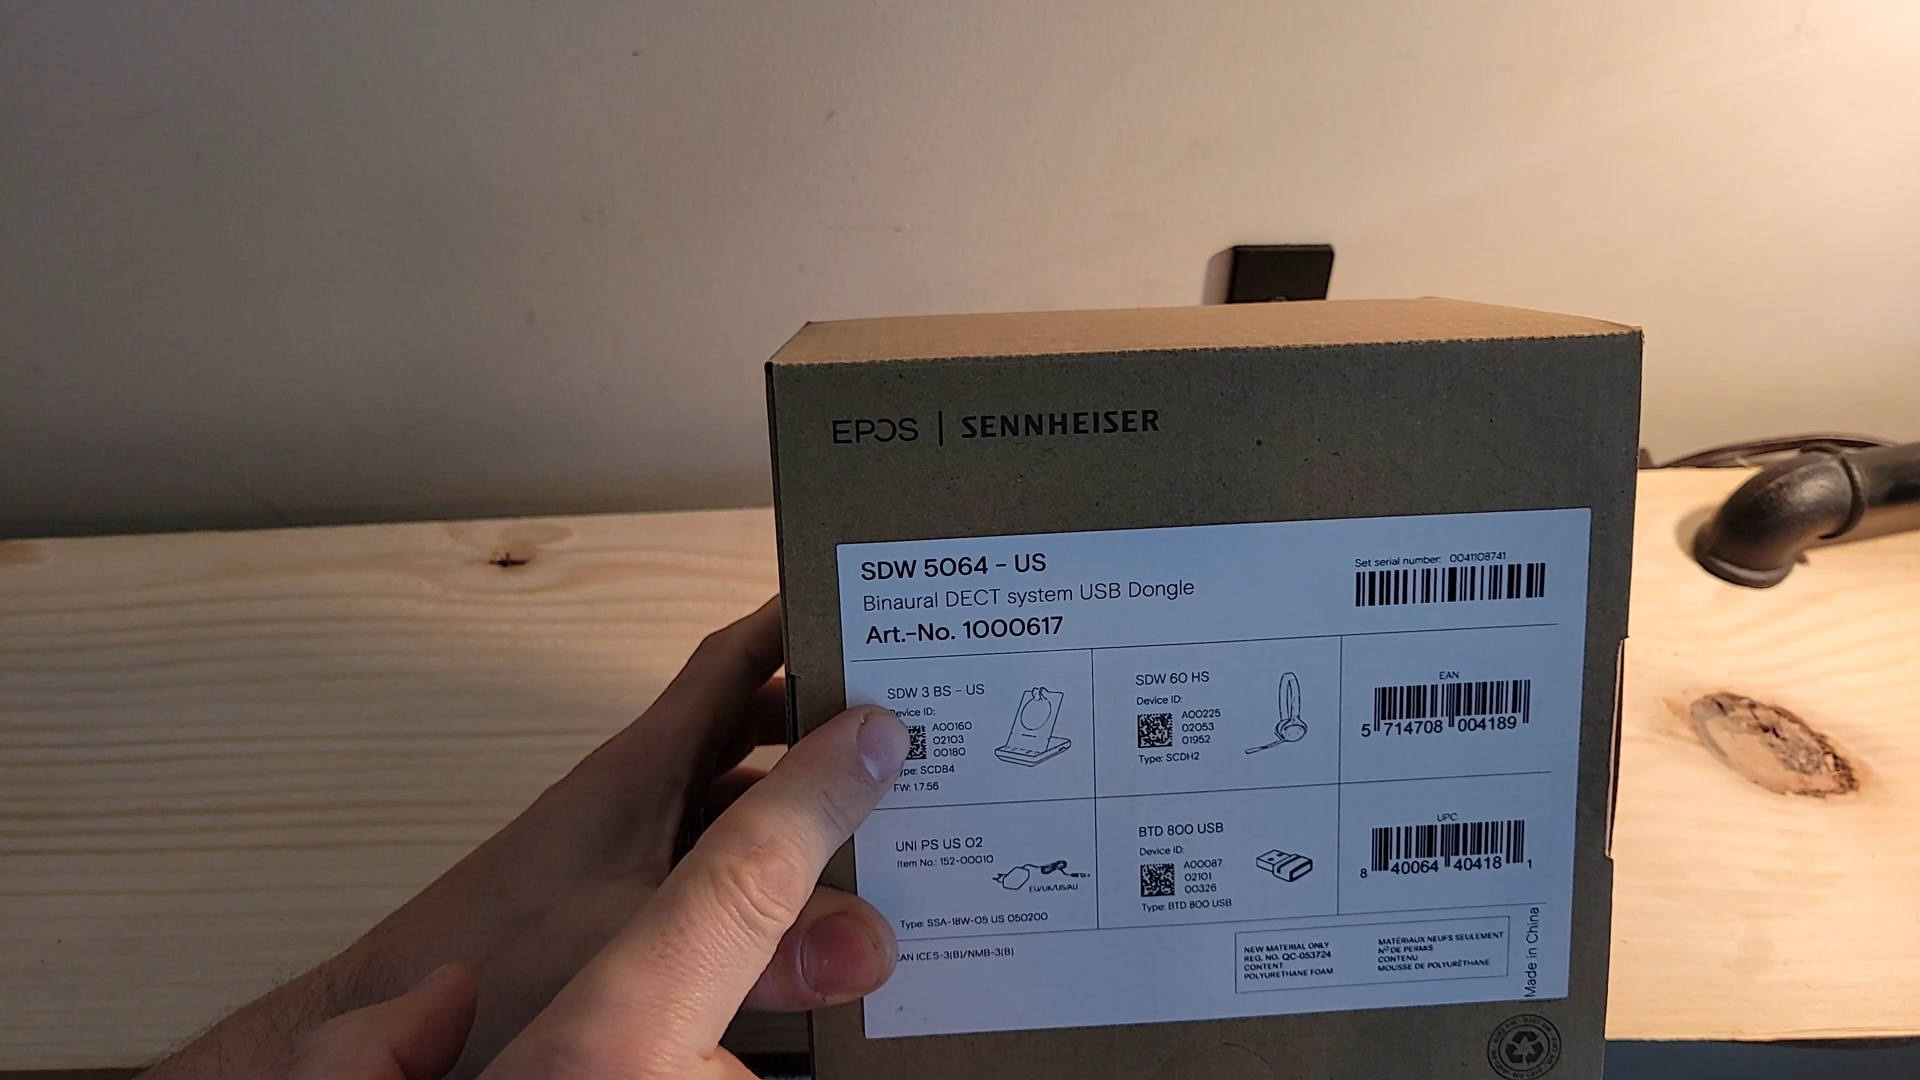 EPOS | SENNHEISER
SDW 5064 - US
Binaural DECT system USB Dongle
Art.-No. 1000617
Set serial number: 0041108741
SDW 3 BS - US
Device ID:
A00160
02103
00180
Type: SCDB4
FW: 1.7.56
SDW 60 HS
Device ID:
A00225
02053
01952
Type: SCDH2
EAN
5 714708 004189
UNI PS US 02
Item No.: 152-00010
EU/UK/US/AU
Type: SSA-18W-05 US 050200
BTD 800 USB
Device ID:
A00087
02101
00326
Type: BTD 800 USB
UPC
8 40064 40418 1
CAN ICES-3(B)/NMB-3(B)
NEW MATERIAL ONLY
REG. NO. QC-053724
CONTENT
POLYURETHANE FOAM
MATÉRIAUX NEUFS SEULEMENT
Nº DE PERMIS
CONTENU
MOUSSE DE POLYURÉTHANE
Made in China